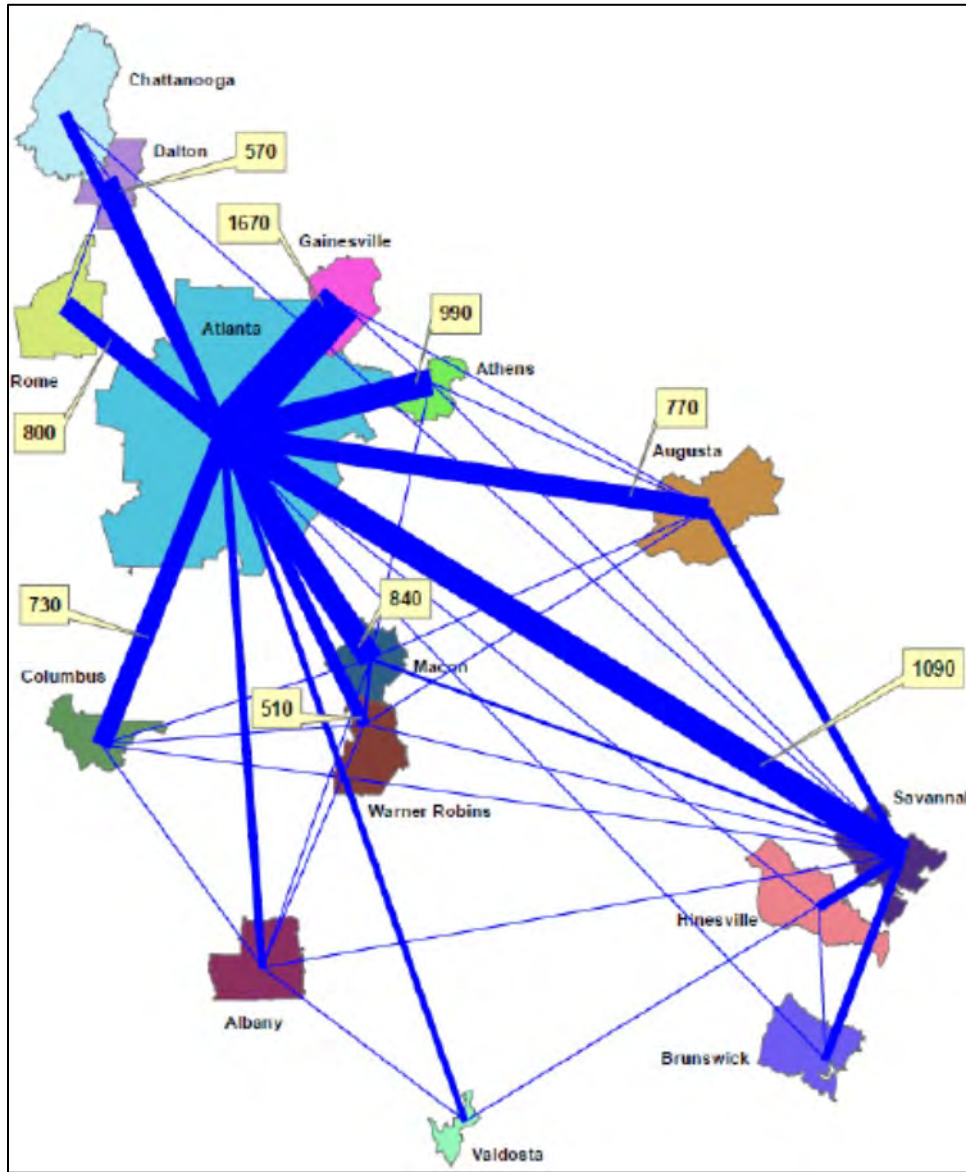 Chattanooga
Dalton
570
1670
Gainesville
990
Atlanta
Athens
Rome
800
770
Augusta
730
840
Columbus
Macon
1090
510
Warner Robins
Savannah
Hinesville
Albany
Brunswick
Valdosta